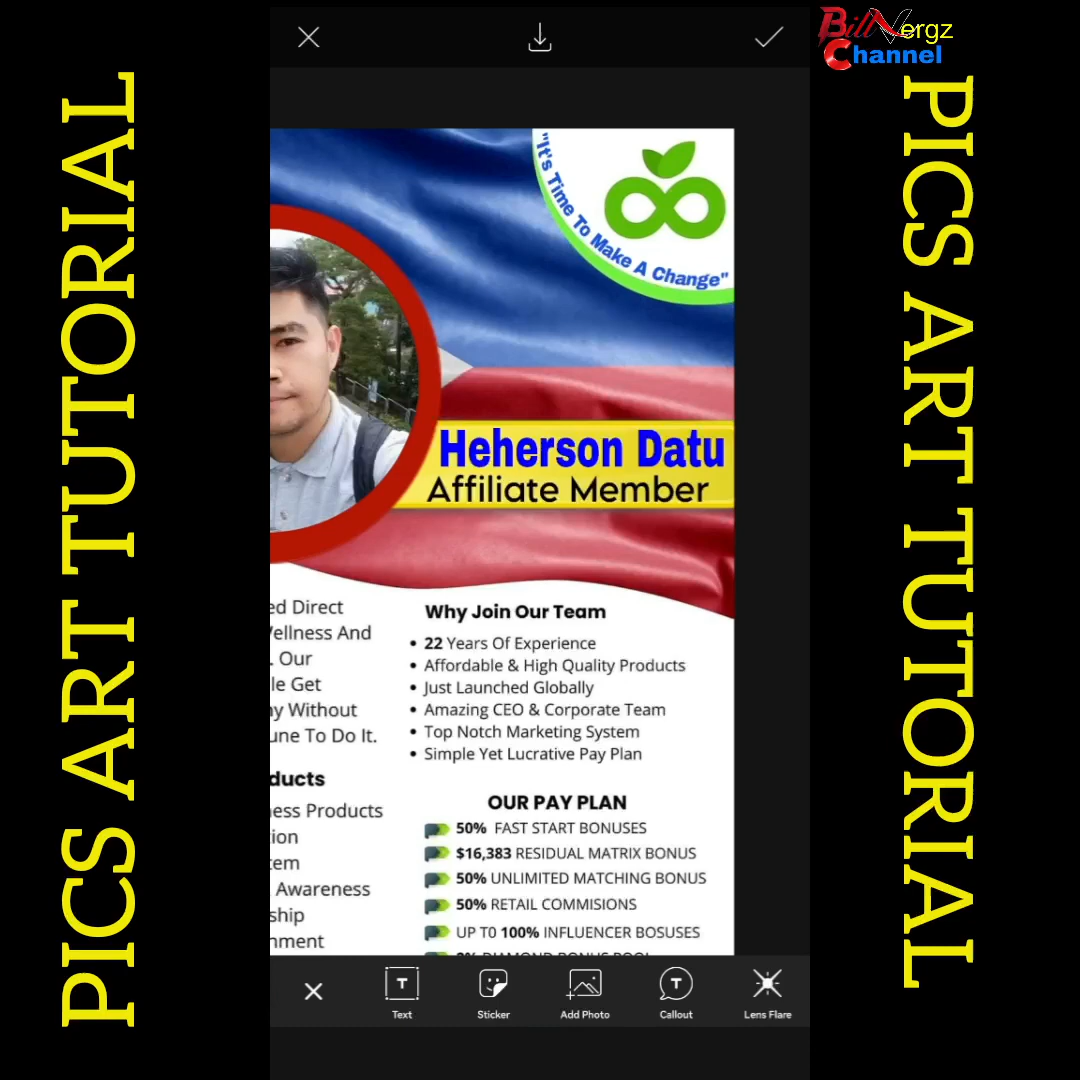 PICS ART TUTORIAL
BillVergz
Channel
PICS ART TUTORIAL
"It's Time To Make A Change"
Heherson Datu
Affiliate Member
ed Direct
Wellness And
. Our
le Get
y Without
une To Do It.
ducts
ess Products
ion
tem
Awareness
ship
nment
Why Join Our Team
• 22 Years Of Experience
• Affordable & High Quality Products
• Just Launched Globally
• Amazing CEO & Corporate Team
• Top Notch Marketing System
• Simple Yet Lucrative Pay Plan
OUR PAY PLAN
50% FAST START BONUSES
$16,383 RESIDUAL MATRIX BONUS
50% UNLIMITED MATCHING BONUS
50% RETAIL COMMISIONS
UP TO 100% INFLUENCER BOSUSES
T
T
Text
Sticker
Add Photo
Callout
Lens Flare